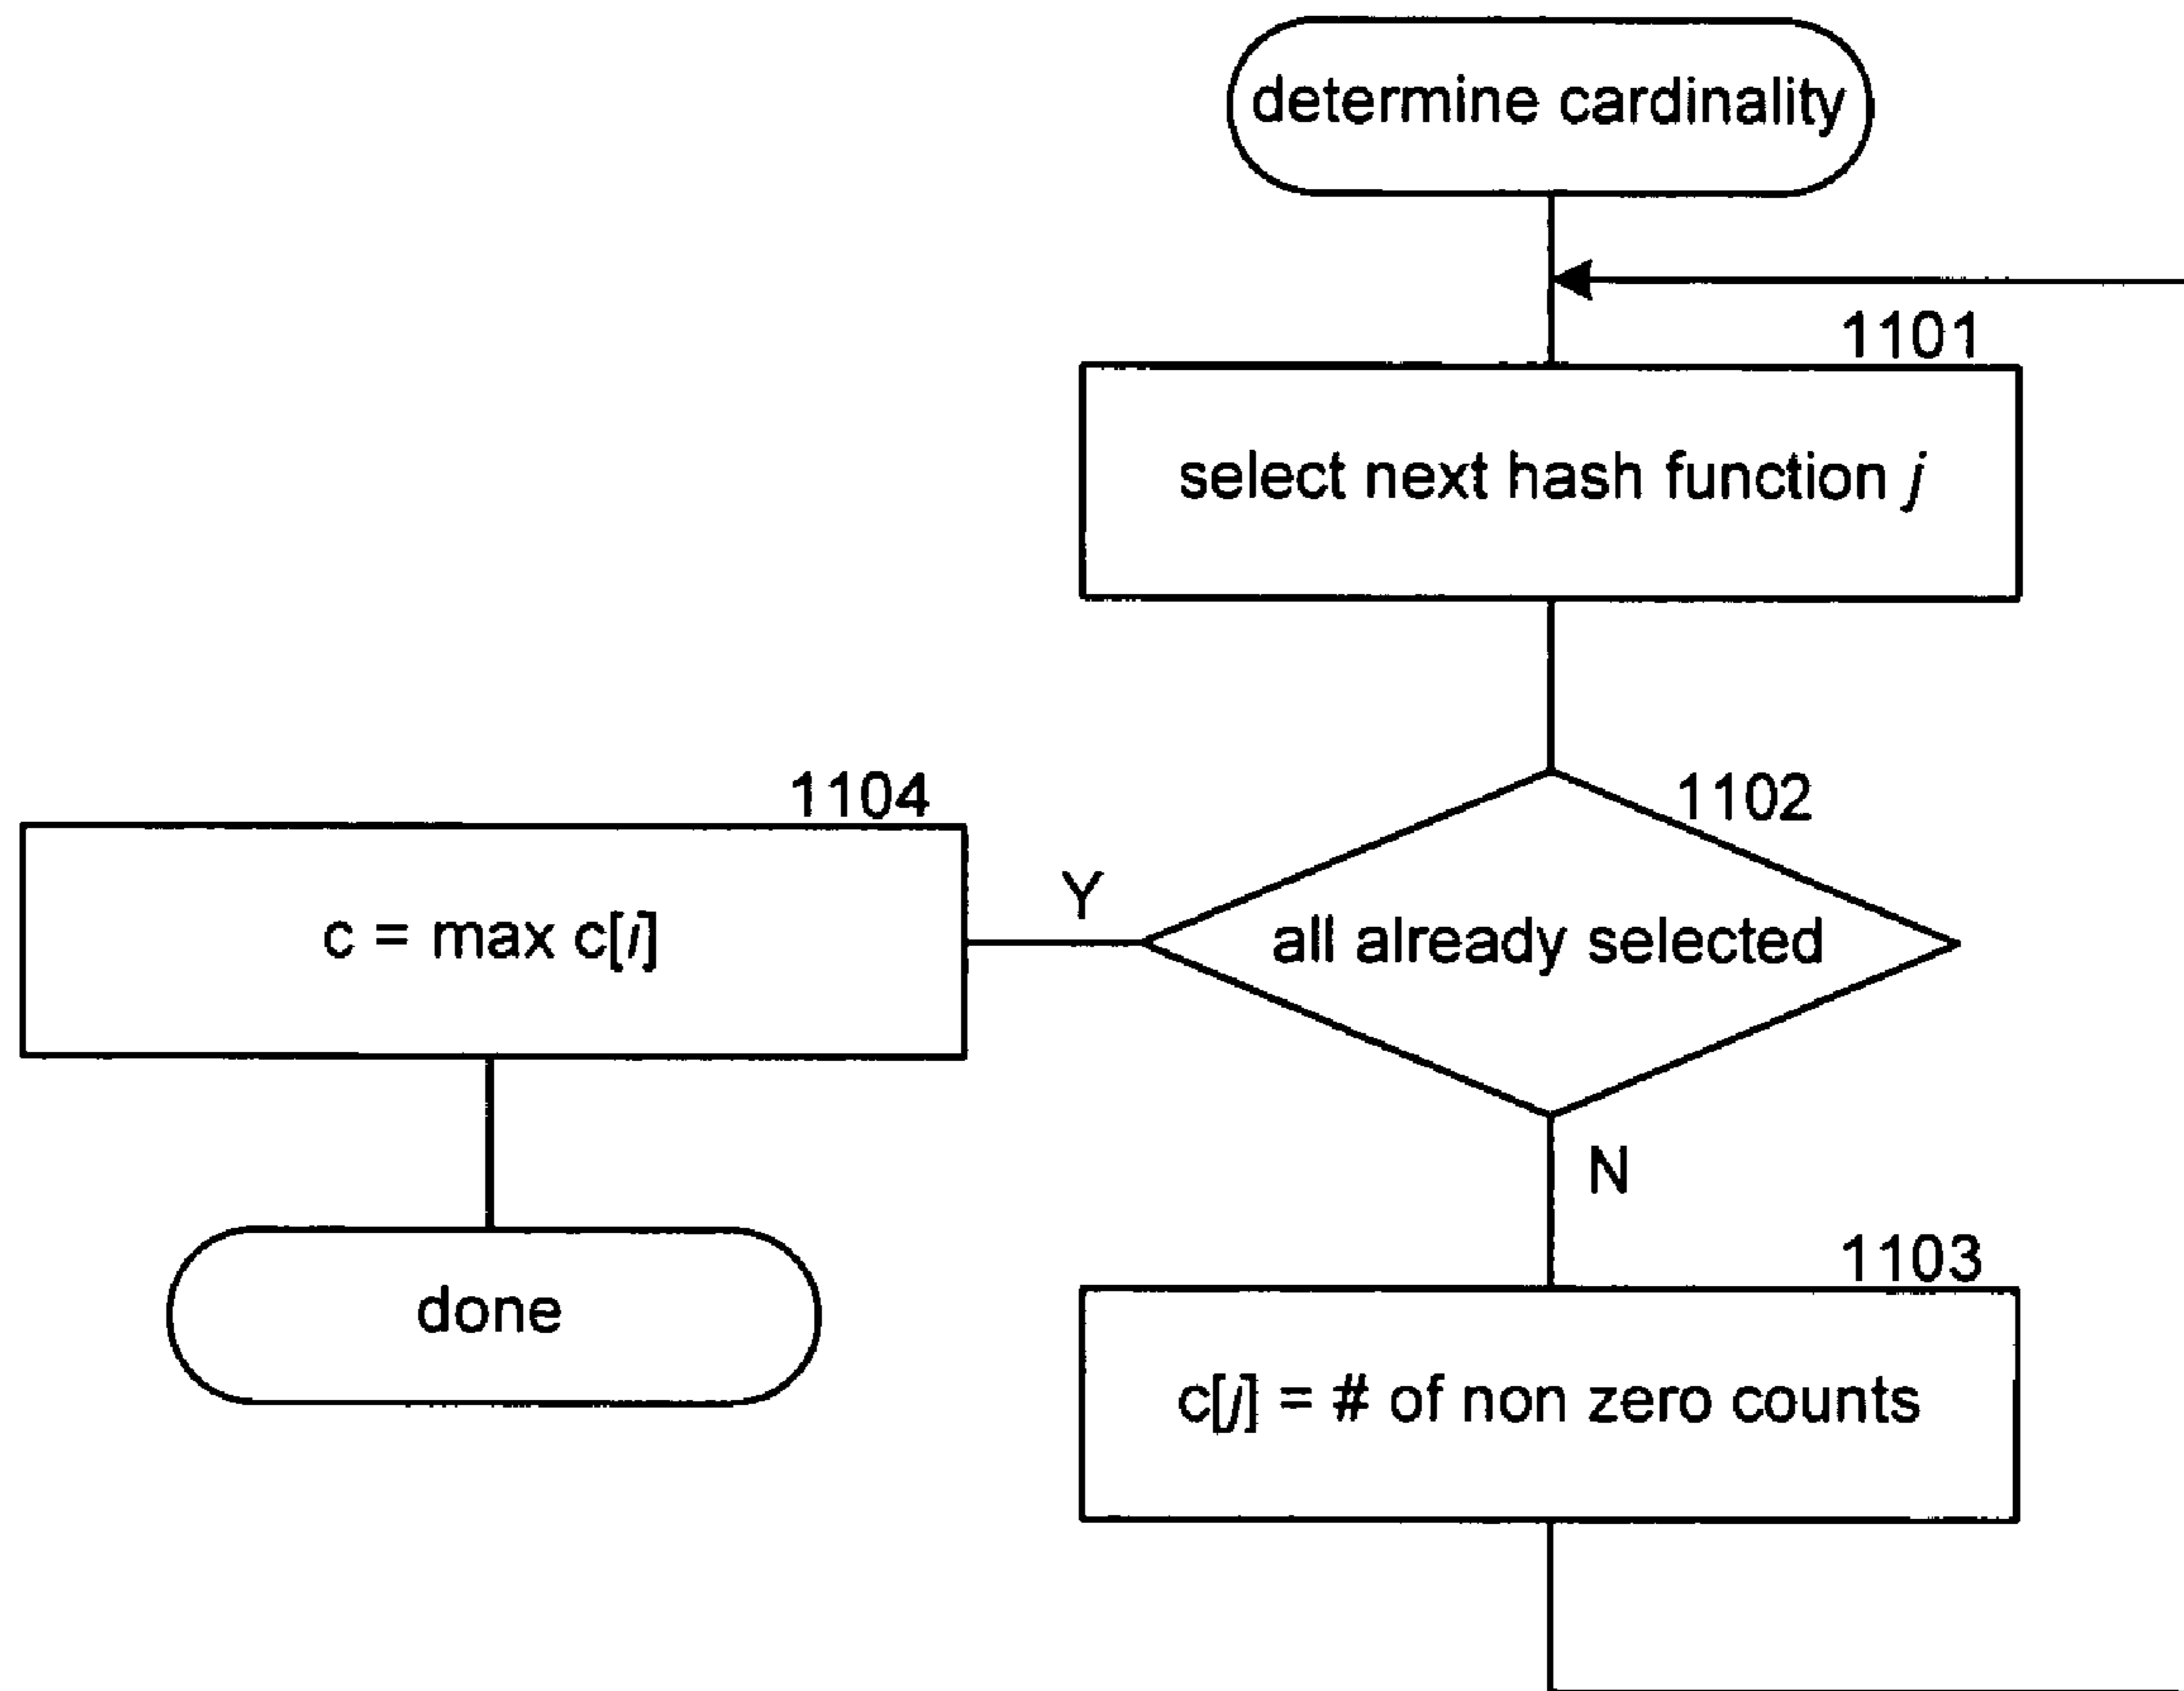 determine cardinality
1101
select next hash function j
1102
all already selected
Y
1104
c = max c[i]
done
N
1103
c[j] = # of non zero counts